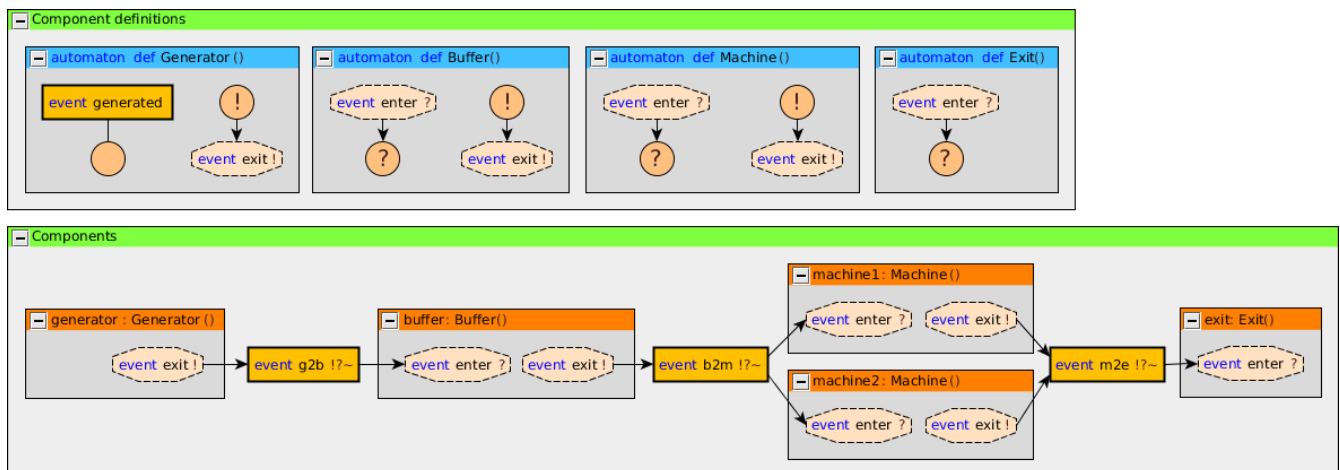 Component definitions
automaton def Generator()
automaton def Buffer()
automaton def Machine()
automaton def Exit()
event generated
!
event enter ?
!
event enter ?
!
event enter ?
event exit !
?
event exit !
?
event exit !
?
Components
machine1: Machine()
event enter ?
event exit !
generator : Generator()
buffer: Buffer()
exit: Exit()
event exit !
event g2b !?~
event enter ?
event exit !
event b2m !?~
event m2e !?~
event enter ?
machine2: Machine()
event enter ?
event exit !